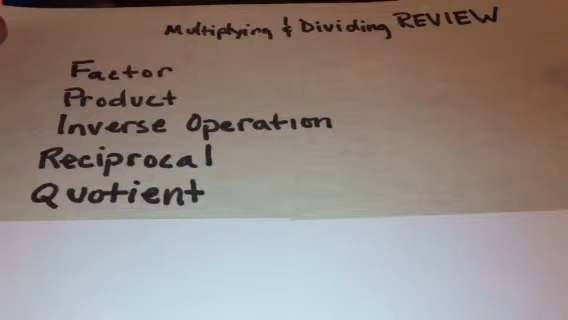 Multiplying & Dividing REVIEW
Factor
Product
Inverse Operation
Reciprocal
Quotient